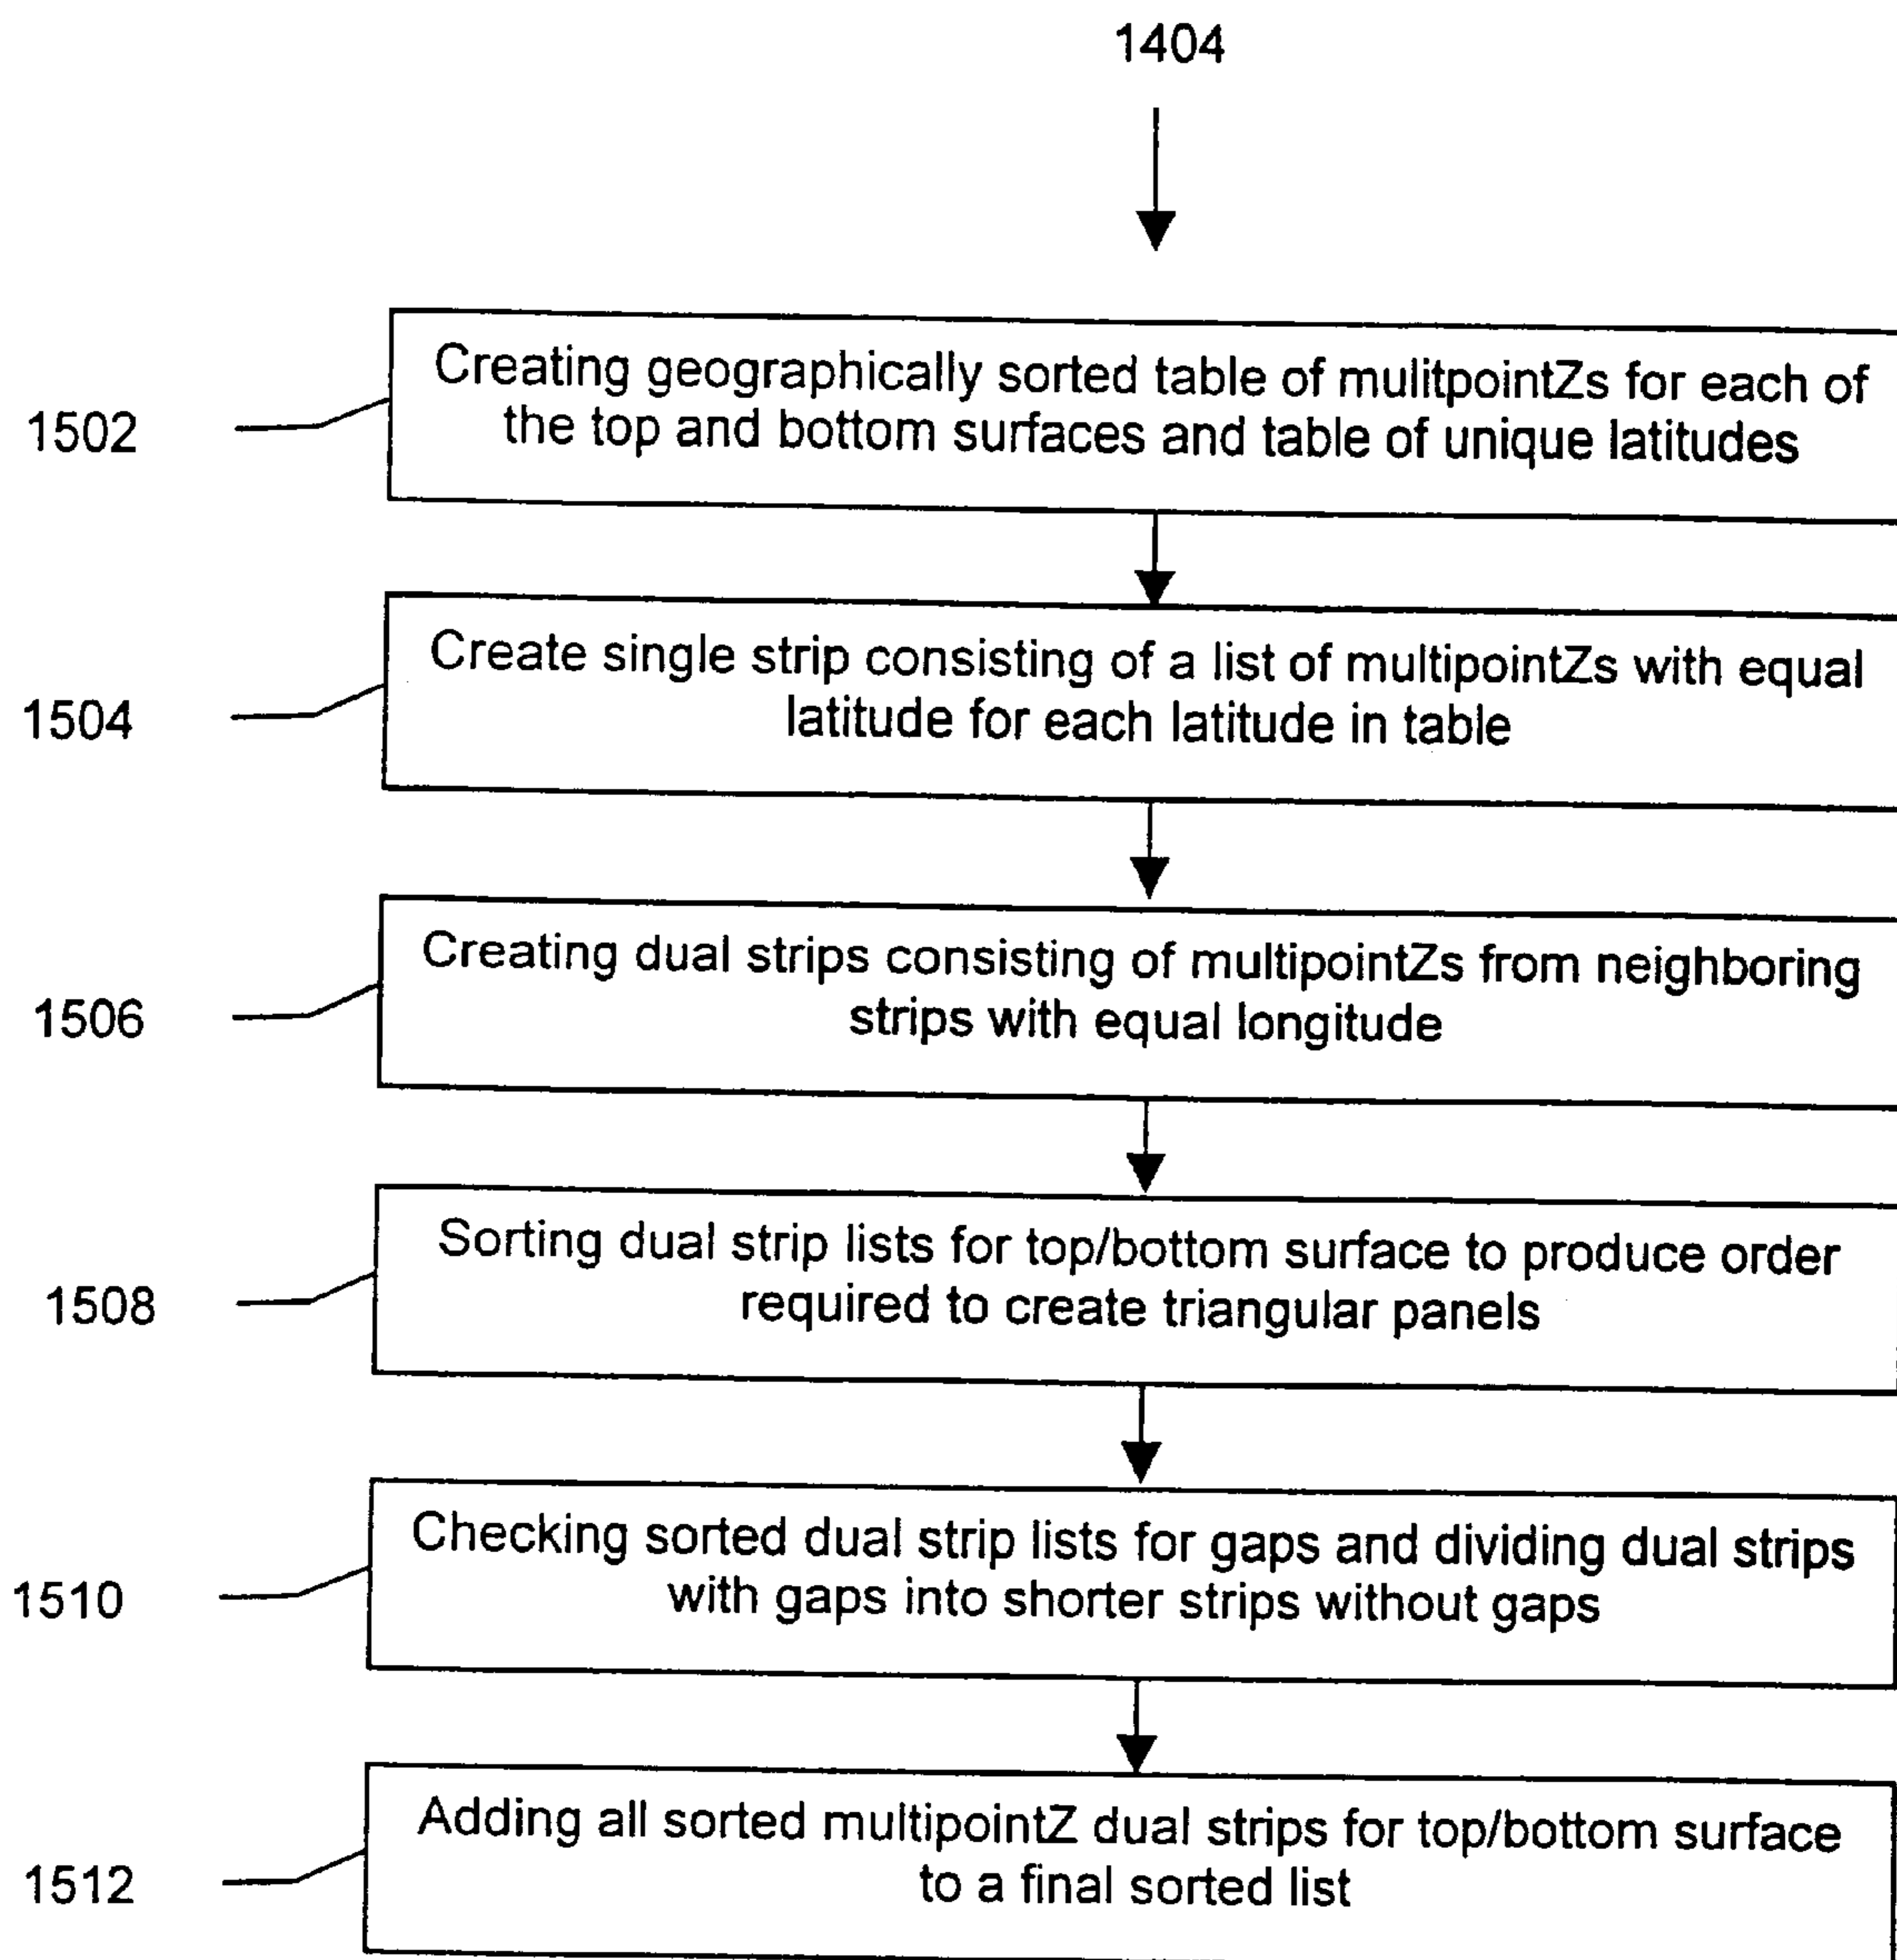 1404
1502
Creating geographically sorted table of mulitpointZs for each of
the top and bottom surfaces and table of unique latitudes
1504
Create single strip consisting of a list of multipointZs with equal
latitude for each latitude in table
1506
Creating dual strips consisting of multipointZs from neighboring
strips with equal longitude
1508
Sorting dual strip lists for top/bottom surface to produce order
required to create triangular panels
1510
Checking sorted dual strip lists for gaps and dividing dual strips
with gaps into shorter strips without gaps
1512
Adding all sorted multipointZ dual strips for top/bottom surface
to a final sorted list